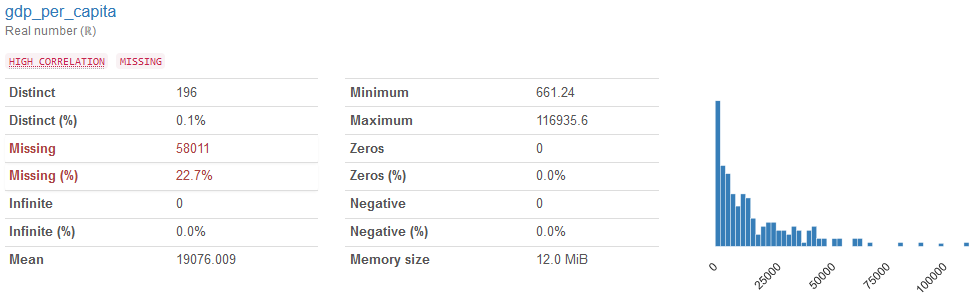 gdp_per_capita
Real number (ℝ)
HIGH CORRELATION MISSING
Distinct 196
Distinct (%) 0.1%
Missing 58011
Missing (%) 22.7%
Infinite 0
Infinite (%) 0.0%
Mean 19076.009
Minimum 661.24
Maximum 116935.6
Zeros 0
Zeros (%) 0.0%
Negative 0
Negative (%) 0.0%
Memory size 12.0 MiB
0 25000 50000 75000 100000